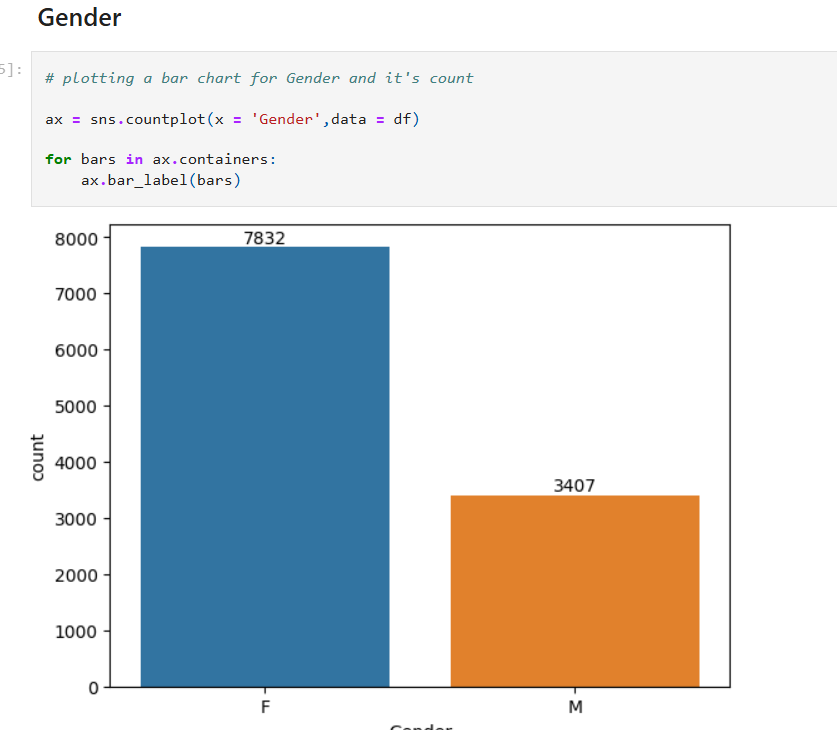 Gender
5]:
# plotting a bar chart for Gender and it's count
ax = sns.countplot(x = 'Gender',data = df)
for bars in ax.containers:
    ax.bar_label(bars)
8000
7000
6000
5000
4000
3000
2000
1000
0
count
7832
3407
F
M
Gender